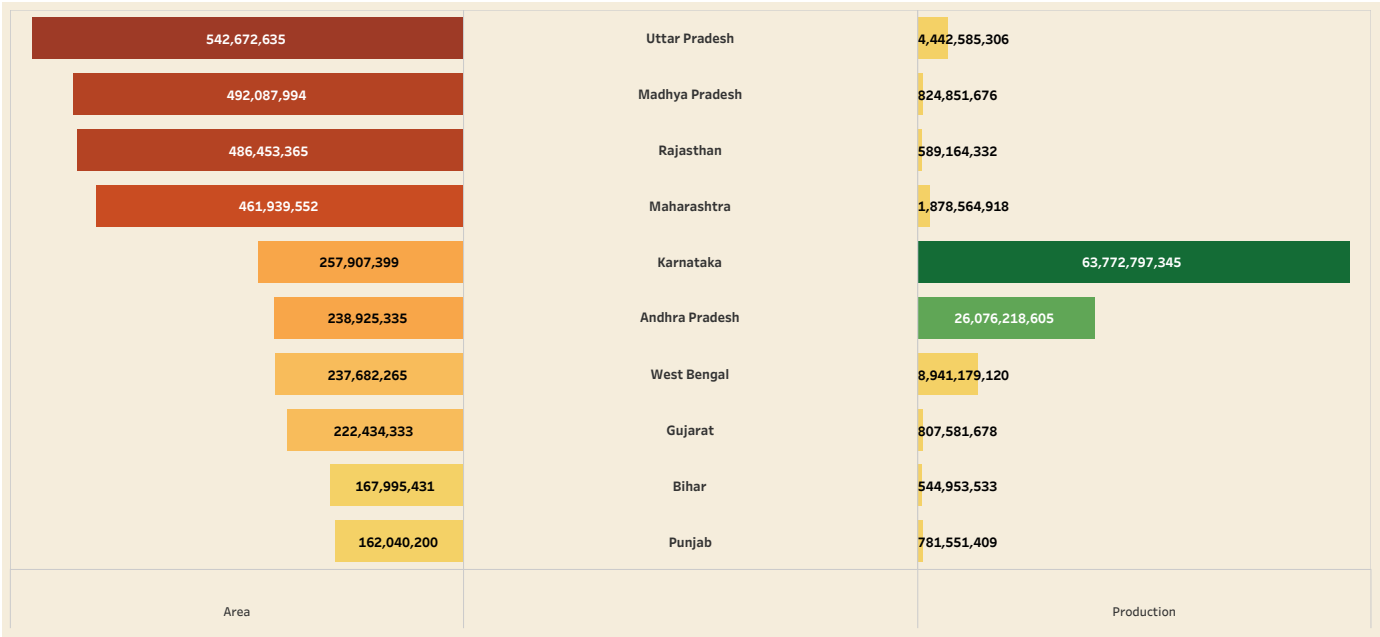 542,672,635 Uttar Pradesh 4,442,585,306
492,087,994 Madhya Pradesh 824,851,676
486,453,365 Rajasthan 589,164,332
461,939,552 Maharashtra 1,878,564,918
257,907,399 Karnataka 63,772,797,345
238,925,335 Andhra Pradesh 26,076,218,605
237,682,265 West Bengal 8,941,179,120
222,434,333 Gujarat 807,581,678
167,995,431 Bihar 544,953,533
162,040,200 Punjab 781,551,409
Area Production